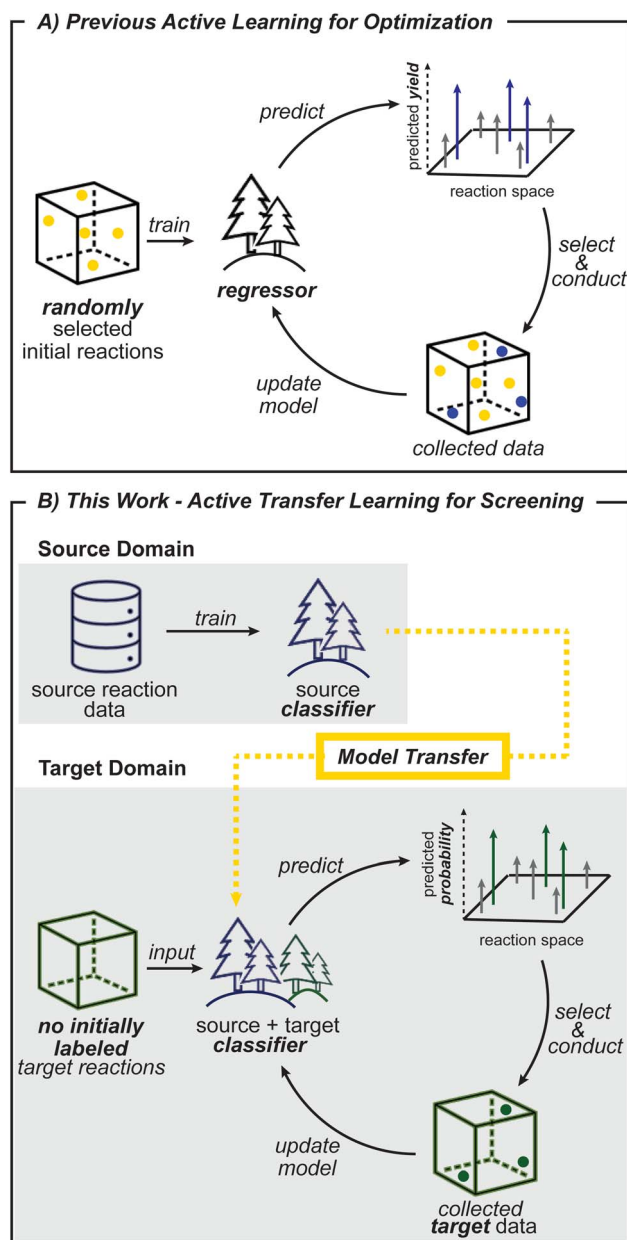 A) Previous Active Learning for Optimization
predict
predicted yield
reaction space
train
randomly
selected
initial reactions
regressor
select
&
conduct
update
model
collected data
B) This Work - Active Transfer Learning for Screening
Source Domain
train
source reaction
data
source
classifier
Model Transfer
Target Domain
predict
predicted
probability
reaction space
input
no initially
labeled
target reactions
source + target
classifier
select
&
conduct
update
model
collected
target data